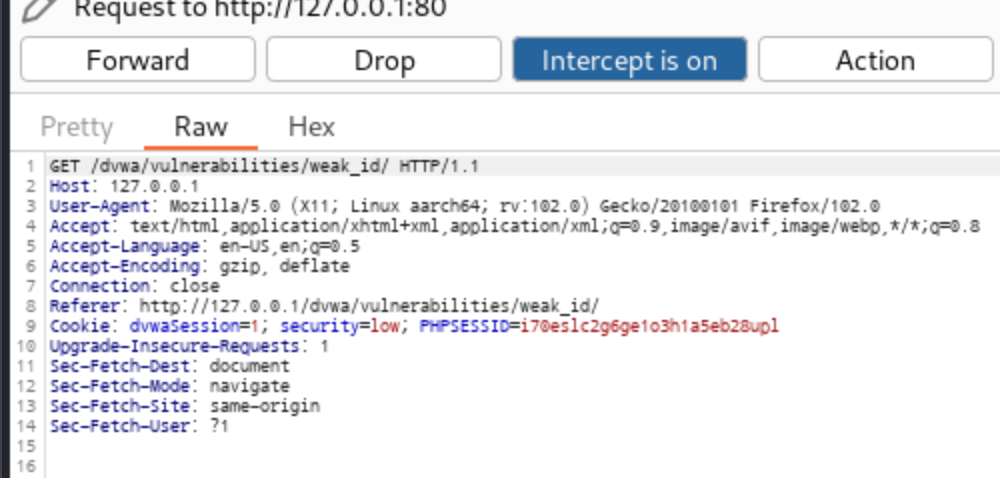 Request to http://127.0.0.1:80
Forward Drop Intercept is on Action
Pretty Raw Hex
1 GET /dvwa/vulnerabilities/weak_id/ HTTP/1.1
2 Host: 127.0.0.1
3 User-Agent: Mozilla/5.0 (X11; Linux aarch64; rv:102.0) Gecko/20100101 Firefox/102.0
4 Accept: text/html,application/xhtml+xml,application/xml;q=0.9,image/avif,image/webp,*/*;q=0.8
5 Accept-Language: en-US,en;q=0.5
6 Accept-Encoding: gzip, deflate
7 Connection: close
8 Referer: http://127.0.0.1/dvwa/vulnerabilities/weak_id/
9 Cookie: dvwaSession=1; security=low; PHPSESSID=i70eslc2g6ge1o3h1a5eb28upl
10 Upgrade-Insecure-Requests: 1
11 Sec-Fetch-Dest: document
12 Sec-Fetch-Mode: navigate
13 Sec-Fetch-Site: same-origin
14 Sec-Fetch-User: ?1
15
16